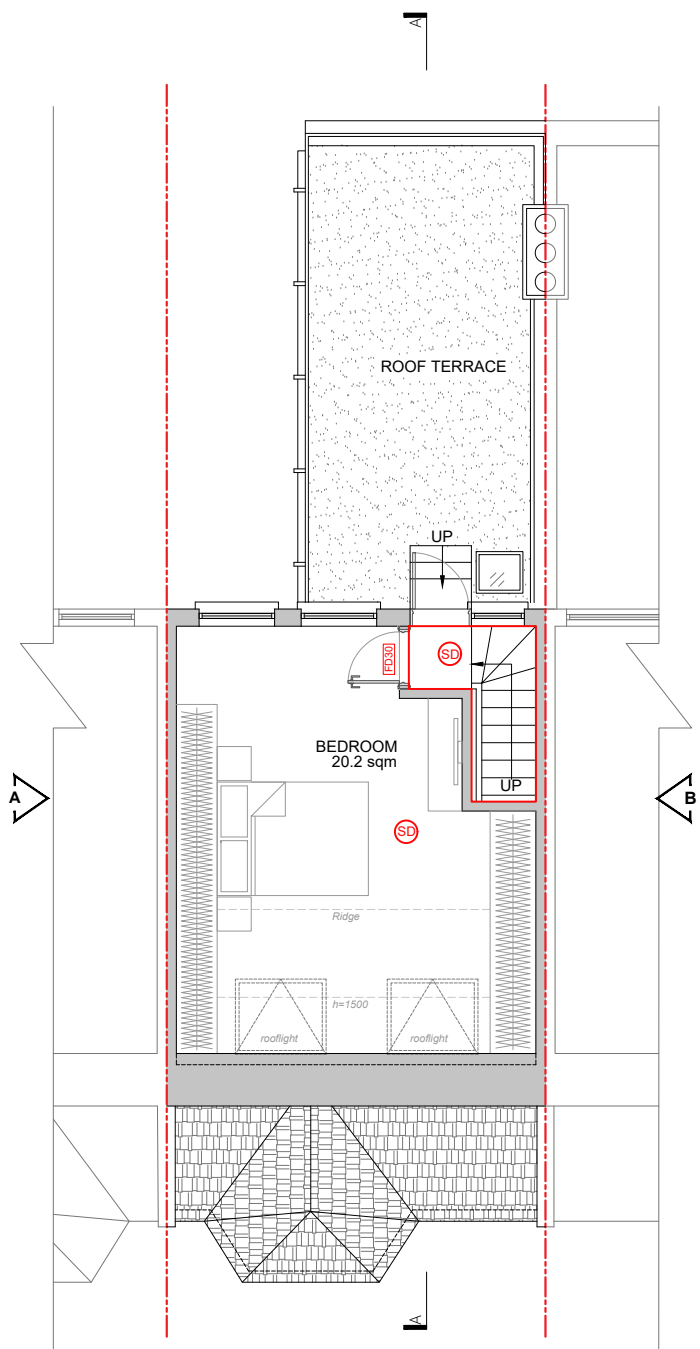 A
ROOF TERRACE
UP
SD
FD30
BEDROOM
20.2 sqm
UP
A
B
SD
Ridge
h=1500
rooflight
rooflight
A